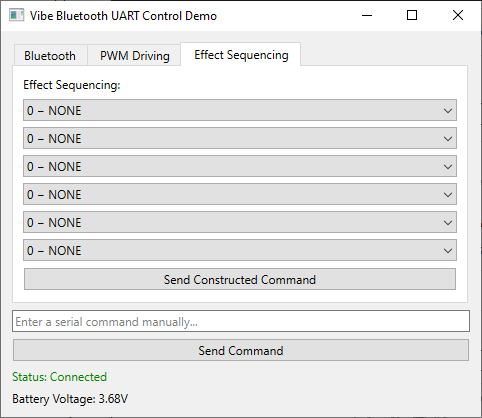 Vibe Bluetooth UART Control Demo
Bluetooth PWM Driving Effect Sequencing
Effect Sequencing:
0 – NONE
0 – NONE
0 – NONE
0 – NONE
0 – NONE
0 – NONE
Send Constructed Command
Enter a serial command manually...
Send Command
Status: Connected
Battery Voltage: 3.68V